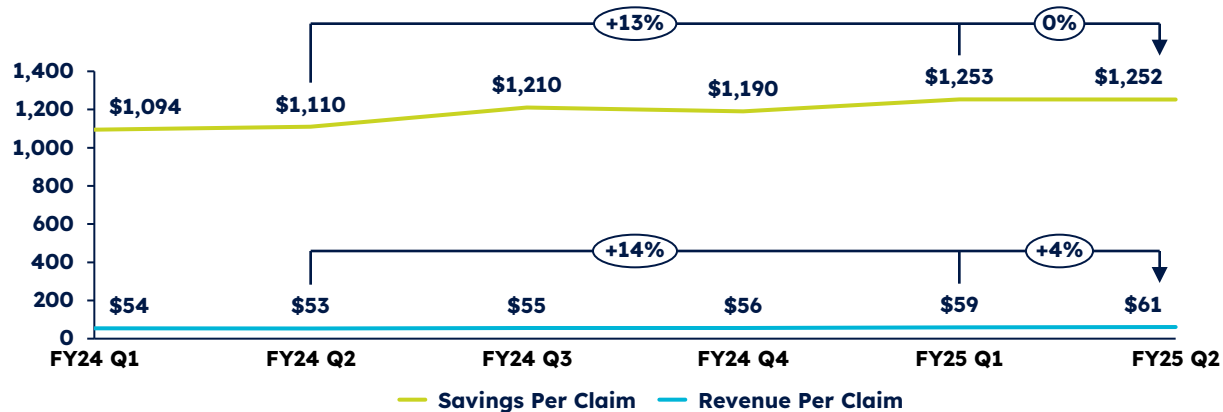 +13% 0%
1,400
1,200
1,000
800
600
400
200
0
$1,094 $1,110 $1,210 $1,190 $1,253 $1,252
+14% +4%
$54 $53 $55 $56 $59 $61
FY24 Q1 FY24 Q2 FY24 Q3 FY24 Q4 FY25 Q1 FY25 Q2
Savings Per Claim Revenue Per Claim